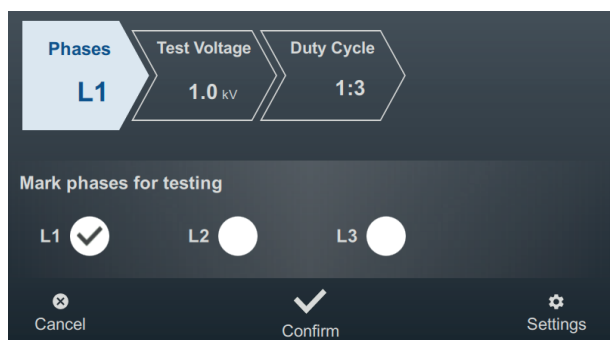 Phases
Test Voltage
Duty Cycle
L1
1.0 kV
1:3
Mark phases for testing
L1
L2
L3
Cancel
Confirm
Settings